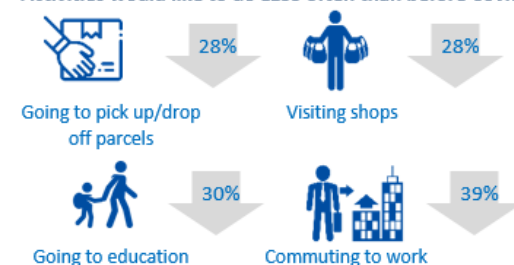 28%
28%
Going to pick up/drop
off parcels
Visiting shops
30%
39%
Going to education
Commuting to work